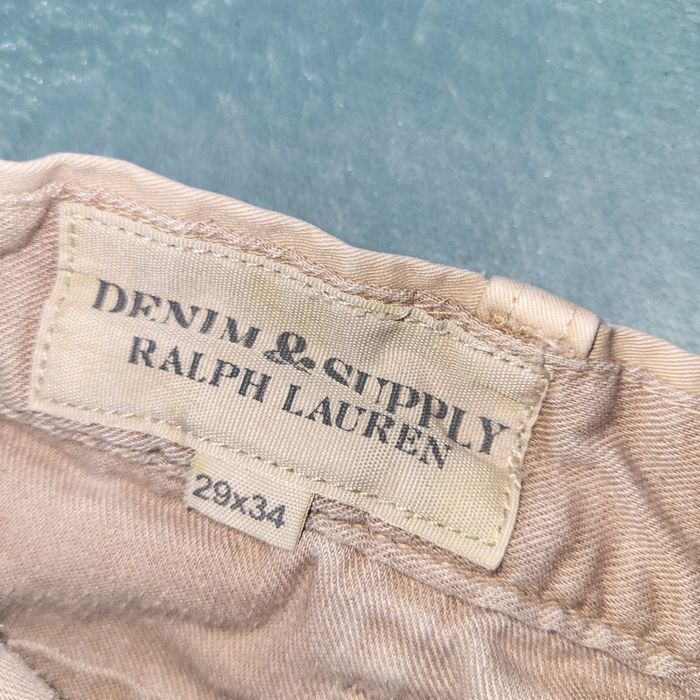 DENIM & SUPPLY
RALPH LAUREN
29x34